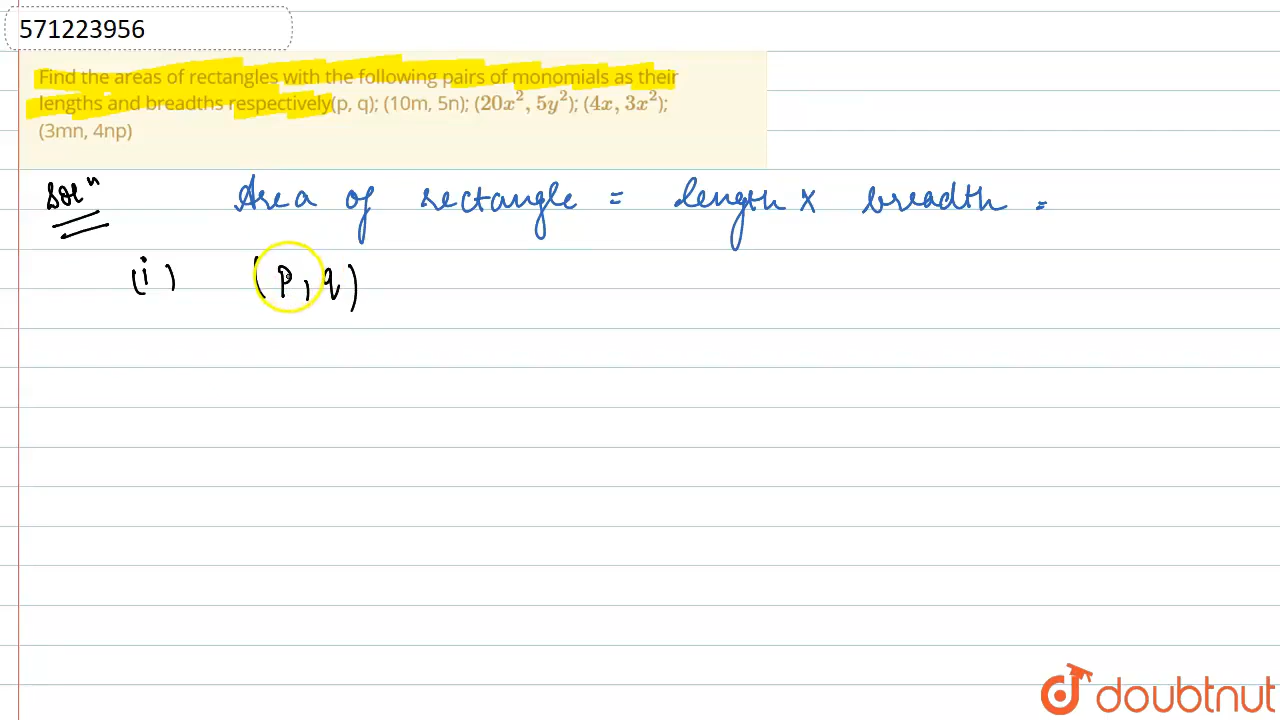 571223956
Find the areas of rectangles with the following pairs of monomials as their
lengths and breadths respectively(p, q); (10m, 5n); (20x², 5y²); (4x, 3x²);
(3mn, 4np)
Solⁿ Area of rectangle = length × breadth =
(i) (p, q)
doubtnut